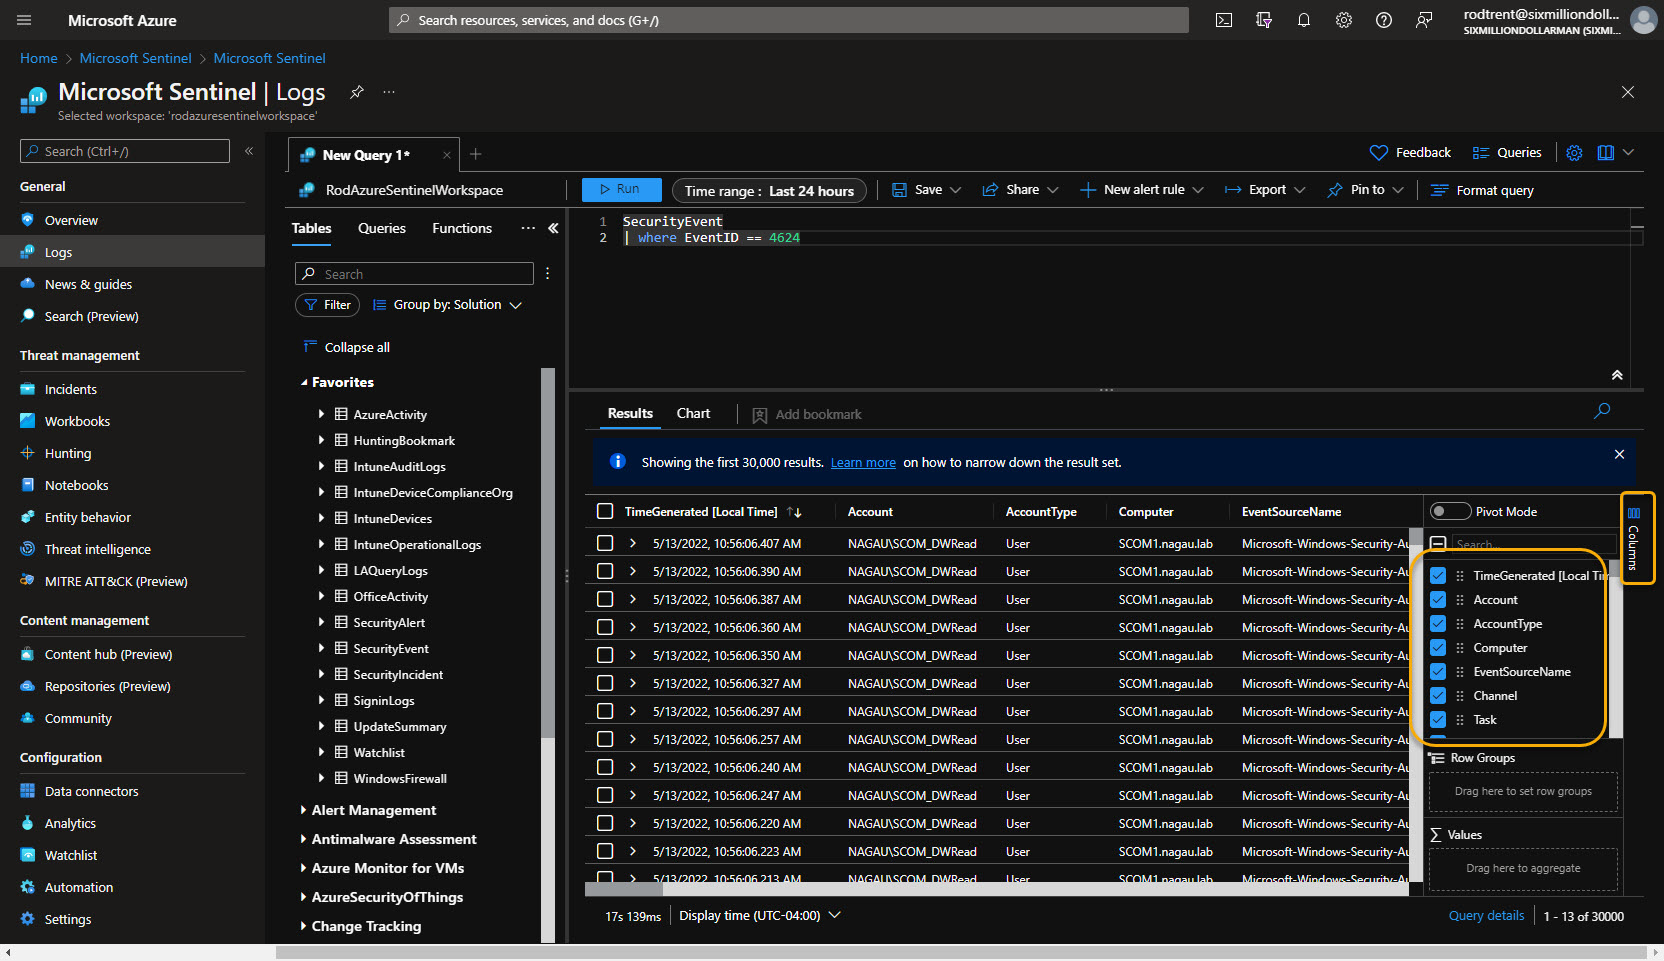 Microsoft Azure
Search resources, services, and docs (G+/)
rodtrent@sixmilliondoll...
SIXMILLIONDOLLARMAN (SIXMI...
Home > Microsoft Sentinel > Microsoft Sentinel
Microsoft Sentinel | Logs
Selected workspace: 'rodazuresentinelworkspace'
Search (Ctrl+/)
General
Overview
Logs
News & guides
Search (Preview)
Threat management
Incidents
Workbooks
Hunting
Notebooks
Entity behavior
Threat intelligence
MITRE ATT&CK (Preview)
Content management
Content hub (Preview)
Repositories (Preview)
Community
Configuration
Data connectors
Analytics
Watchlist
Automation
Settings
New Query 1*
Feedback
Queries
RodAzureSentinelWorkspace
Run
Time range : Last 24 hours
Save
Share
New alert rule
Export
Pin to
Format query
Tables
Queries
Functions
Search
Filter
Group by: Solution
Collapse all
Favorites
AzureActivity
HuntingBookmark
IntuneAuditLogs
IntuneDeviceComplianceOrg
IntuneDevices
IntuneOperationalLogs
LAQueryLogs
OfficeActivity
SecurityAlert
SecurityEvent
SecurityIncident
SigninLogs
UpdateSummary
Watchlist
WindowsFirewall
Alert Management
Antimalware Assessment
Azure Monitor for VMs
AzureSecurityOfThings
Change Tracking
1 SecurityEvent
2 | where EventID == 4624
Results
Chart
Add bookmark
Showing the first 30,000 results. Learn more on how to narrow down the result set.
TimeGenerated [Local Time] Account AccountType Computer EventSourceName
5/13/2022, 10:56:06.407 AM NAGAU\SCOM_DWRead User SCOM1.nagau.lab Microsoft-Windows-Security-Au
5/13/2022, 10:56:06.390 AM NAGAU\SCOM_DWRead User SCOM1.nagau.lab Microsoft-Windows-Security-Au
5/13/2022, 10:56:06.387 AM NAGAU\SCOM_DWRead User SCOM1.nagau.lab Microsoft-Windows-Security-Au
5/13/2022, 10:56:06.360 AM NAGAU\SCOM_DWRead User SCOM1.nagau.lab Microsoft-Windows-Security-Au
5/13/2022, 10:56:06.350 AM NAGAU\SCOM_DWRead User SCOM1.nagau.lab Microsoft-Windows-Security-Au
5/13/2022, 10:56:06.327 AM NAGAU\SCOM_DWRead User SCOM1.nagau.lab Microsoft-Windows-Security-Au
5/13/2022, 10:56:06.297 AM NAGAU\SCOM_DWRead User SCOM1.nagau.lab Microsoft-Windows-Security-Au
5/13/2022, 10:56:06.257 AM NAGAU\SCOM_DWRead User SCOM1.nagau.lab Microsoft-Windows-Security-Au
5/13/2022, 10:56:06.240 AM NAGAU\SCOM_DWRead User SCOM1.nagau.lab Microsoft-Windows-Security-Au
5/13/2022, 10:56:06.247 AM NAGAU\SCOM_DWRead User SCOM1.nagau.lab Microsoft-Windows-Security-Au
5/13/2022, 10:56:06.220 AM NAGAU\SCOM_DWRead User SCOM1.nagau.lab Microsoft-Windows-Security-Au
5/13/2022, 10:56:06.223 AM NAGAU\SCOM_DWRead User SCOM1.nagau.lab Microsoft-Windows-Security-Au
5/13/2022, 10:56:06.213 AM NAGAU\SCOM_DWRead User SCOM1.nagau.lab Microsoft-Windows-Security-Au
Pivot Mode
Search...
TimeGenerated [Local Tim
Account
AccountType
Computer
EventSourceName
Channel
Task
Columns
Row Groups
Drag here to set row groups
Values
Drag here to aggregate
17s 139ms
Display time (UTC-04:00)
Query details
1 - 13 of 30000